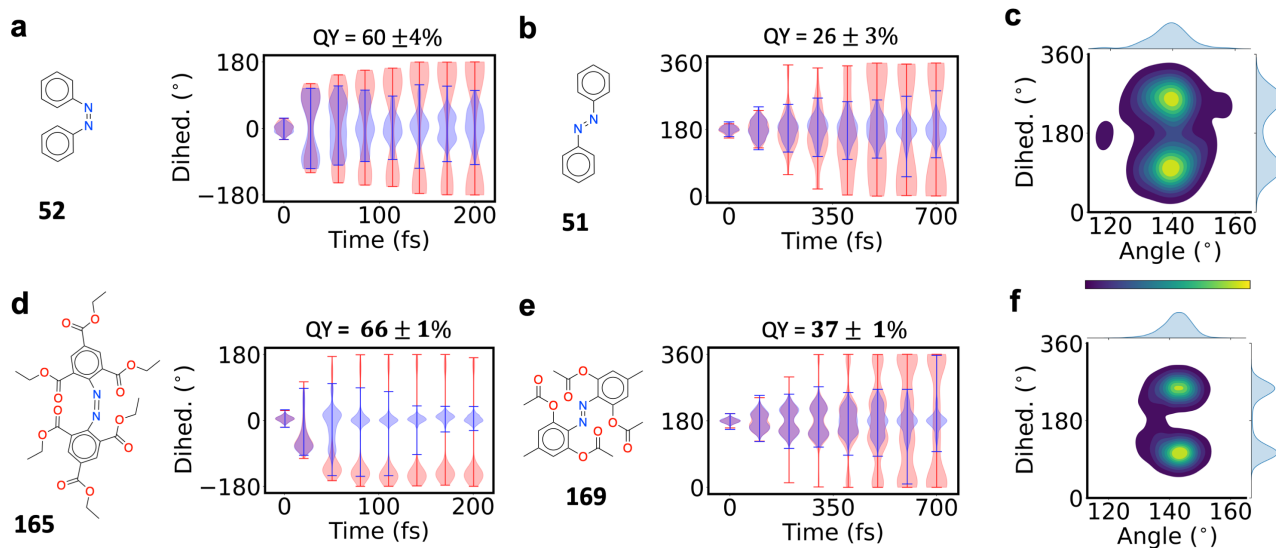 a
QY = 60 ±4%
N
N
52
Dihed. (°)
180
0
−180
0
100
200
Time (fs)
b
QY = 26 ± 3%
N
N
51
Dihed. (°)
360
180
0
0
350
700
Time (fs)
c
Dihed. (°)
360
180
0
120
140
160
Angle (°)
d
QY = 66 ± 1%
O
O
O
O
O
O
N
N
O
O
O
O
O
O
165
Dihed. (°)
180
0
−180
0
100
200
Time (fs)
e
QY = 37 ± 1%
O
O
O
O
N
N
O
O
O
O
169
Dihed. (°)
360
180
0
0
350
700
Time (fs)
f
Dihed. (°)
360
180
0
120
140
160
Angle (°)